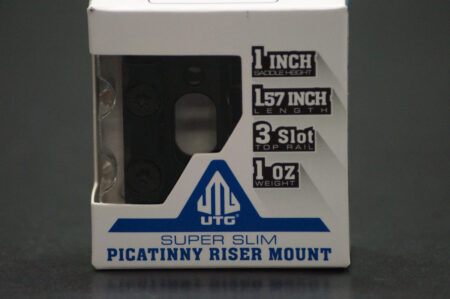 1 INCH
SADDLE HEIGHT
1.57 INCH
LENGTH
3 Slot
TOP RAIL
1 oz
WEIGHT
UTG
SUPER SLIM
PICATINNY RISER MOUNT